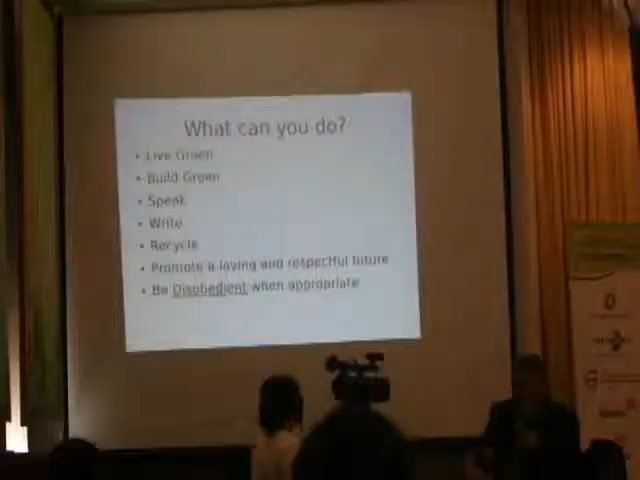 What can you do?
• Live Green
• Build Green
• Speak
• Write
• Recycle
• Promote a loving and respectful future
• Be Disobedient when appropriate